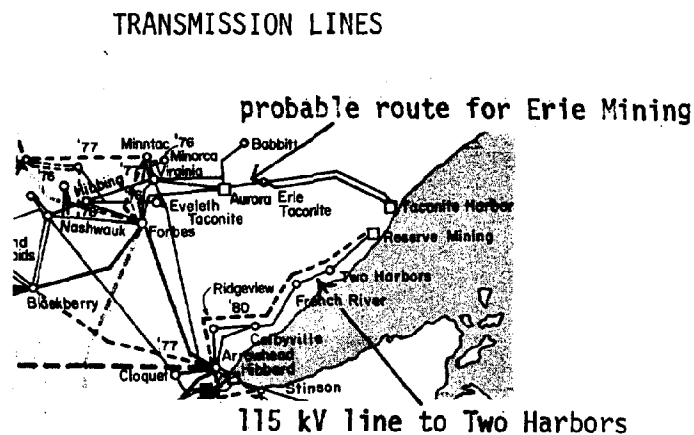 TRANSMISSION LINES
probable route for Erie Mining
'77
Minntac
'76
Babbitt
Minorca
Virginia
'76
Hibbing
Aurora
Erie
Taconite
Eveleth
Taconite
Taconite Harbor
Nashwauk
Forbes
Reserve Mining
Ridgeview
'80
Two Harbors
French River
Blackberry
Colbyville
'77
Arrowhead
Hibbard
Cloquet
Stinson
115 kV line to Two Harbors